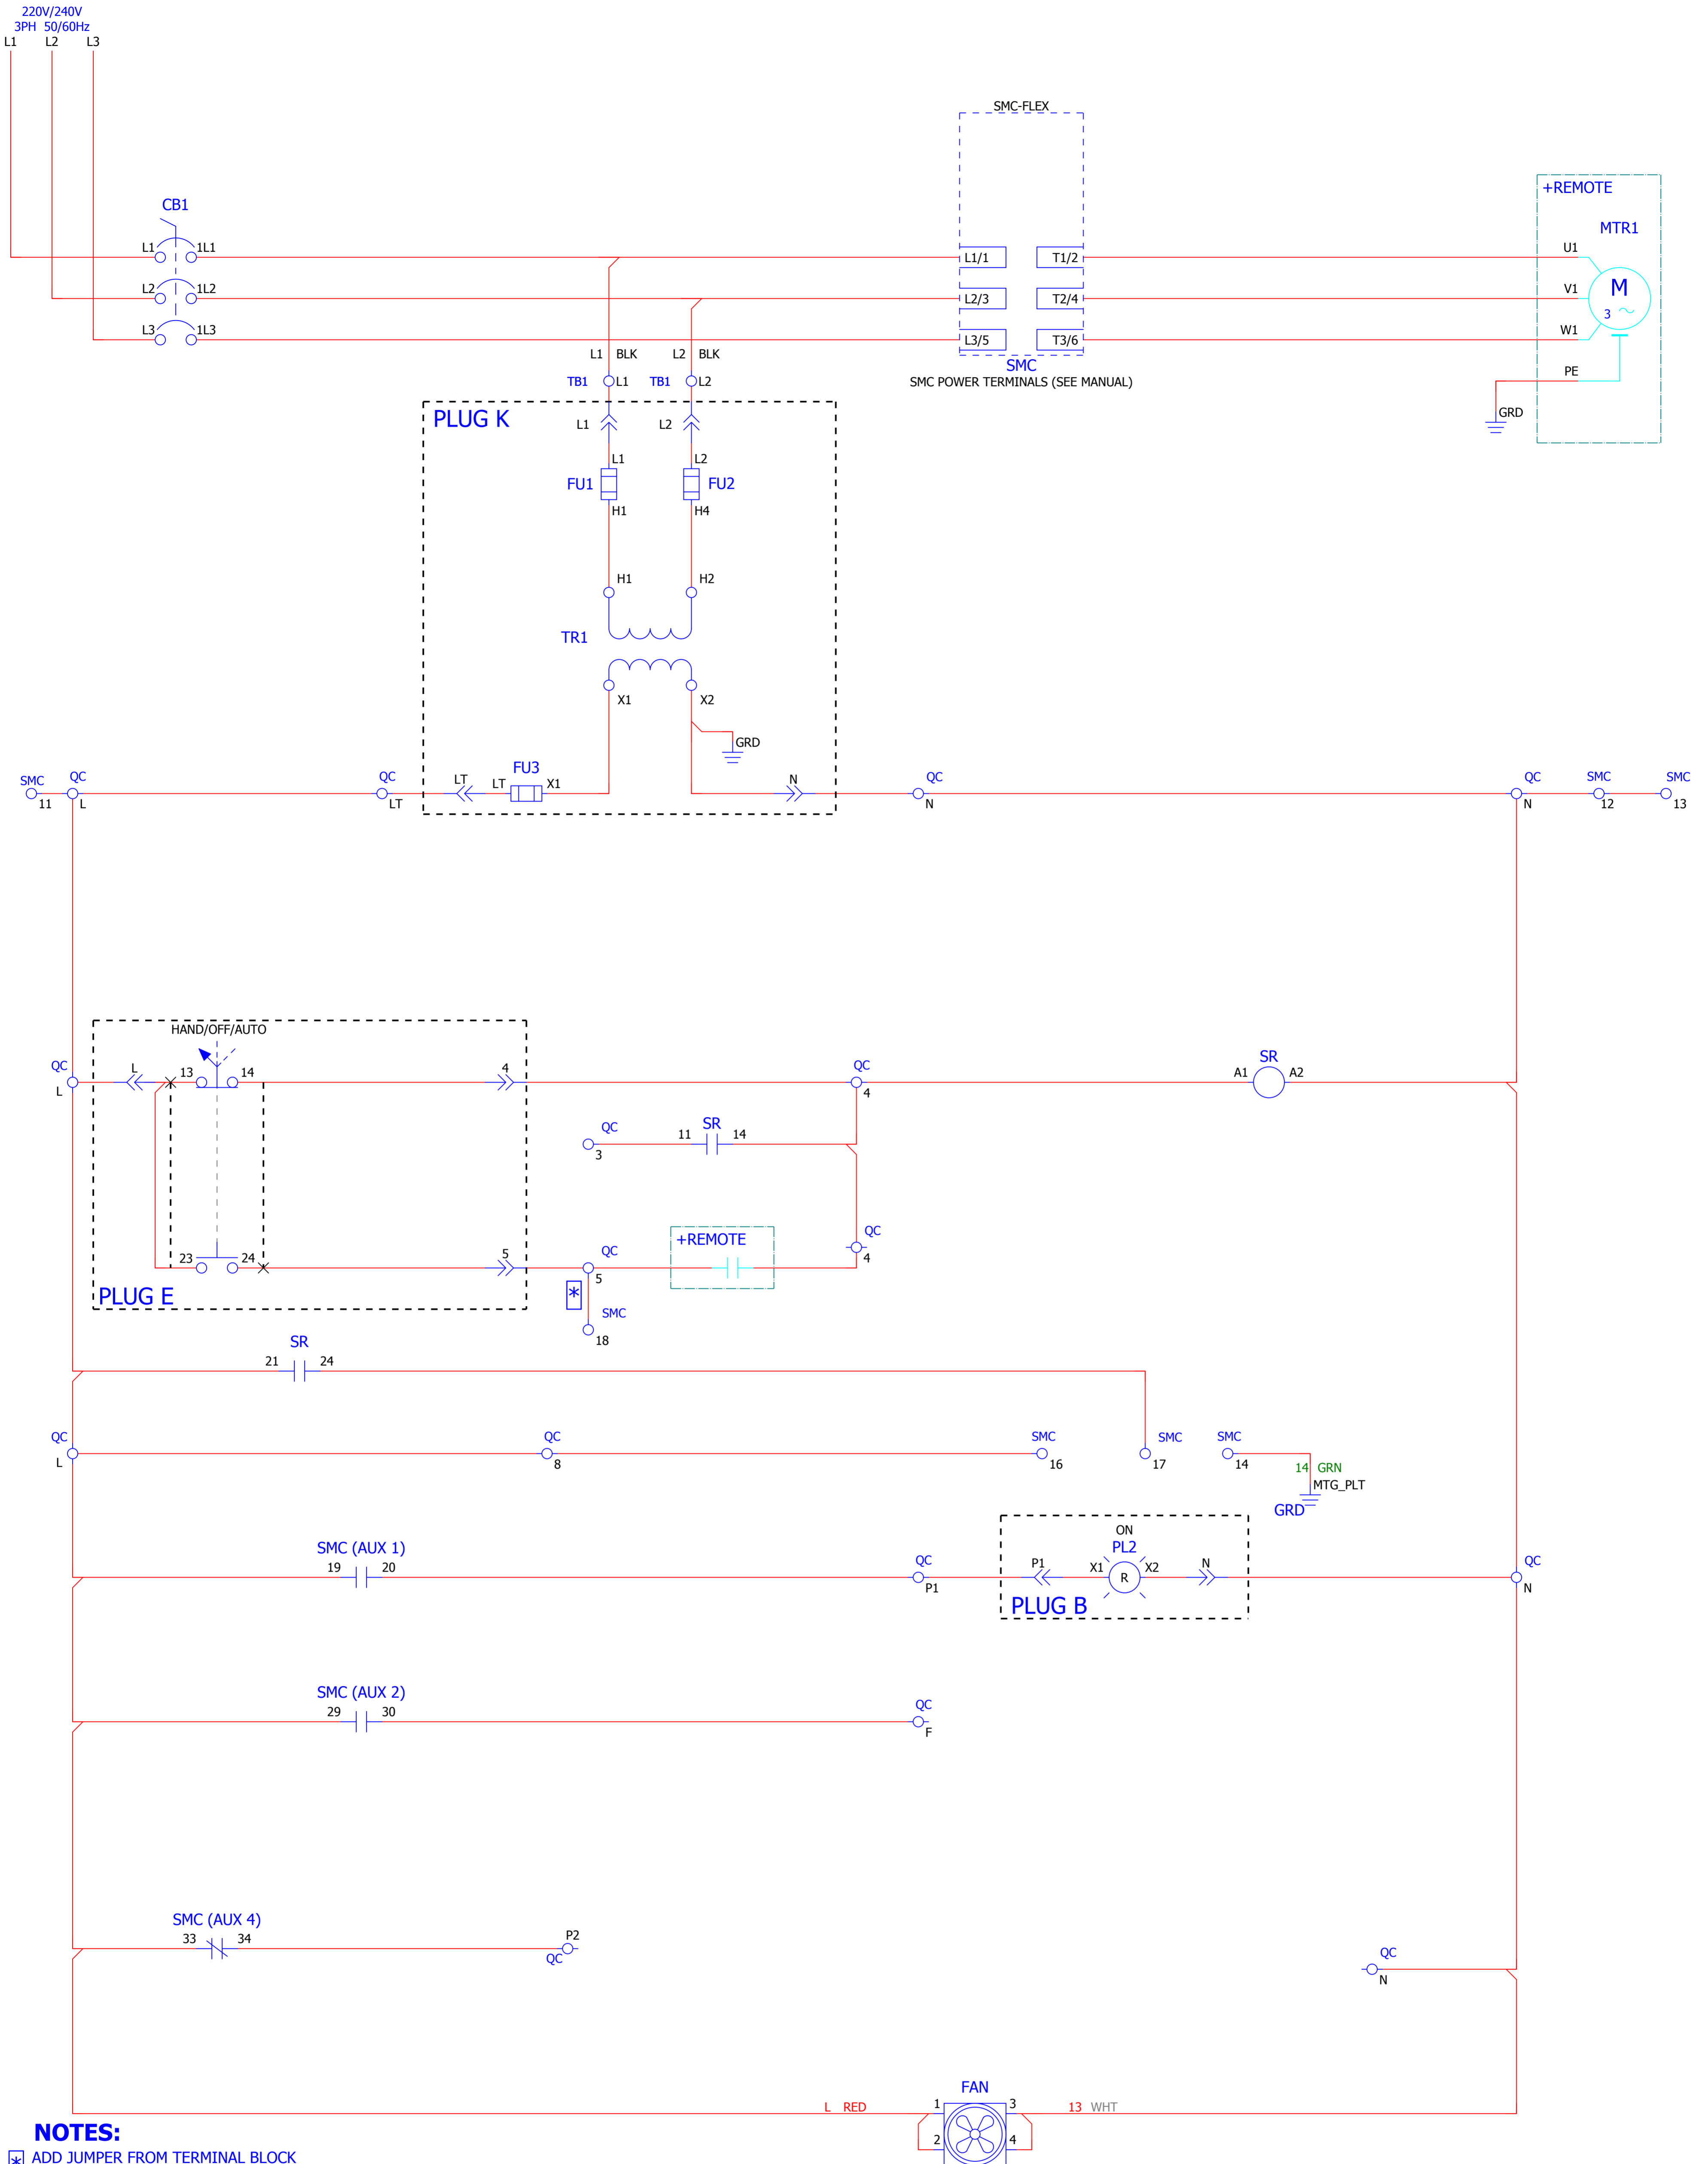 220V/240V
3PH 50/60Hz
L1 L2 L3
SMC-FLEX
+REMOTE
MTR1
CB1
L1 1L1
L1/1 T1/2
U1
L2 1L2
L2/3 T2/4
V1
M
3
L3 1L3
L3/5 T3/6
W1
L1 BLK L2 BLK
SMC
SMC POWER TERMINALS (SEE MANUAL)
PE
TB1 L1 TB1 L2
GRD
PLUG K
L1 L2
L1 L2
FU1 FU2
H1 H4
H1 H2
TR1
X1 X2
GRD
FU3
SMC QC QC LT LT X1 N QC QC SMC SMC
11 L LT N N 12 13
HAND/OFF/AUTO
QC L 13 14 4 QC SR
L 4 A1 A2
QC SR
3 11 14
+REMOTE
QC
4
23 24 5 QC
5
PLUG E
*
SMC
18
SR
21 24
QC QC SMC SMC SMC
L 8 16 17 14
14 GRN
MTG_PLT
GRD
ON
PL2
SMC (AUX 1)
19 20 QC P1 X1 R X2 N QC
P1 N
PLUG B
SMC (AUX 2)
29 30 QC
F
SMC (AUX 4)
33 34 P2
QC
QC
N
FAN
L RED 1 3 13 WHT
2 4
NOTES:
* ADD JUMPER FROM TERMINAL BLOCK